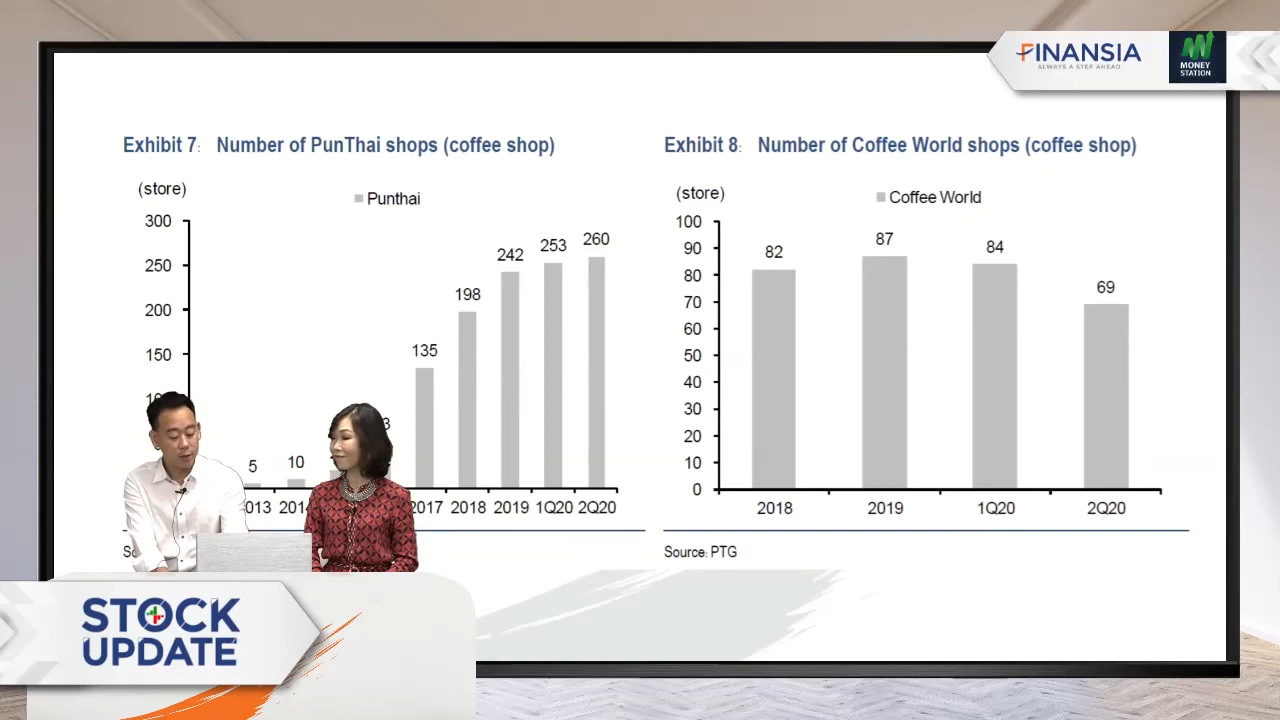 FINANSIA
ALWAYS A STEP AHEAD
MONEY
STATION
Exhibit 7: Number of PunThai shops (coffee shop)
(store)
Punthai
300
250
200
150
5
10
135
198
242
253
260
2017 2018 2019 1Q20 2Q20
Exhibit 8: Number of Coffee World shops (coffee shop)
(store)
Coffee World
100
90
80
70
60
50
40
30
20
10
0
82
87
84
69
2018 2019 1Q20 2Q20
Source: PTG
STOCK
UPDATE